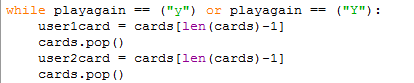 while playagain == ("y") or playagain == ("Y"):
    user1card = cards[len(cards)-1]
    cards.pop()
    user2card = cards[len(cards)-1]
    cards.pop()